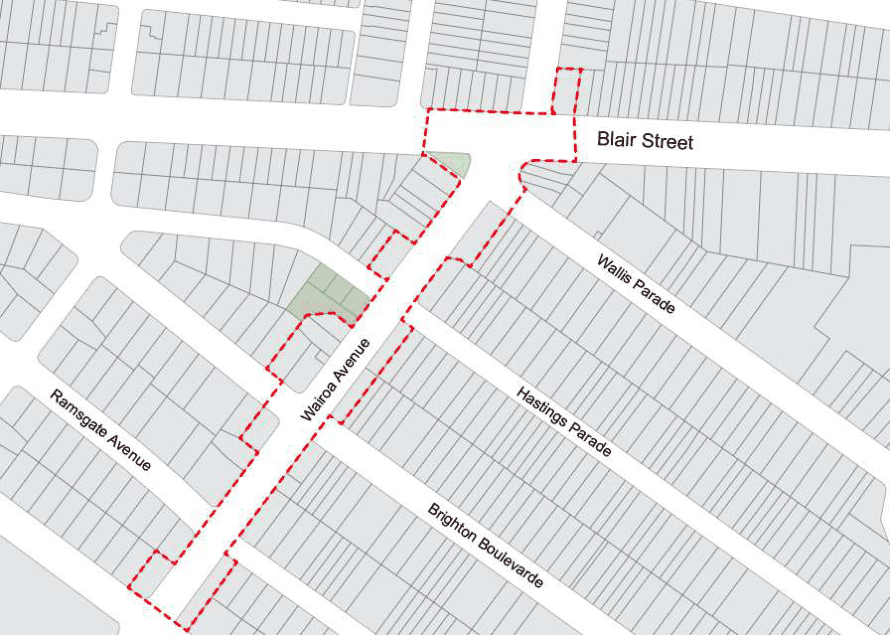 Blair Street
Wallis Parade
Wairoa Avenue
Hastings Parade
Ramsgate Avenue
Brighton Boulevarde